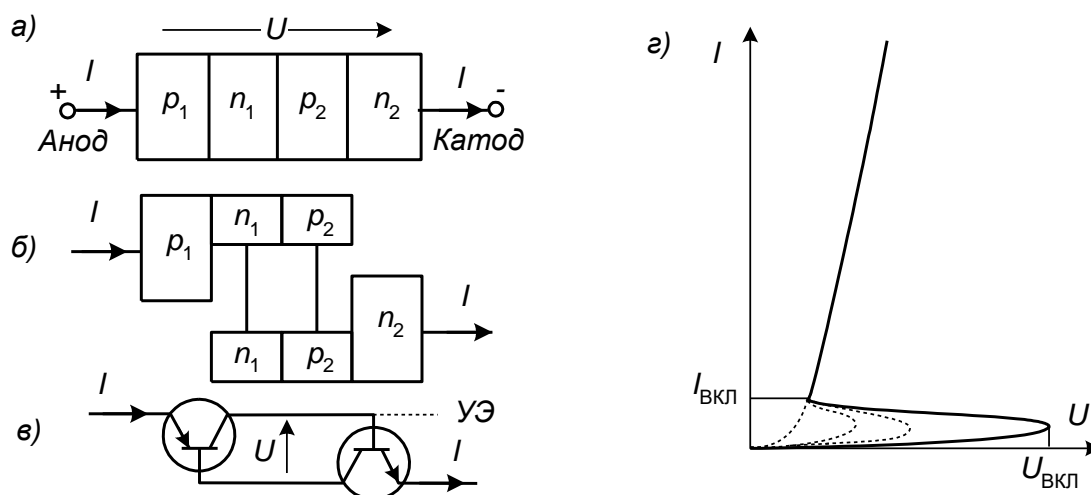 а)
U
I
I
+
-
p1
n1
p2
n2
Анод
Катод
б)
I
n1
p2
p1
I
n2
n1
p2
в)
I
U
УЭ
I
г)
I
IВКЛ
U
UВКЛ